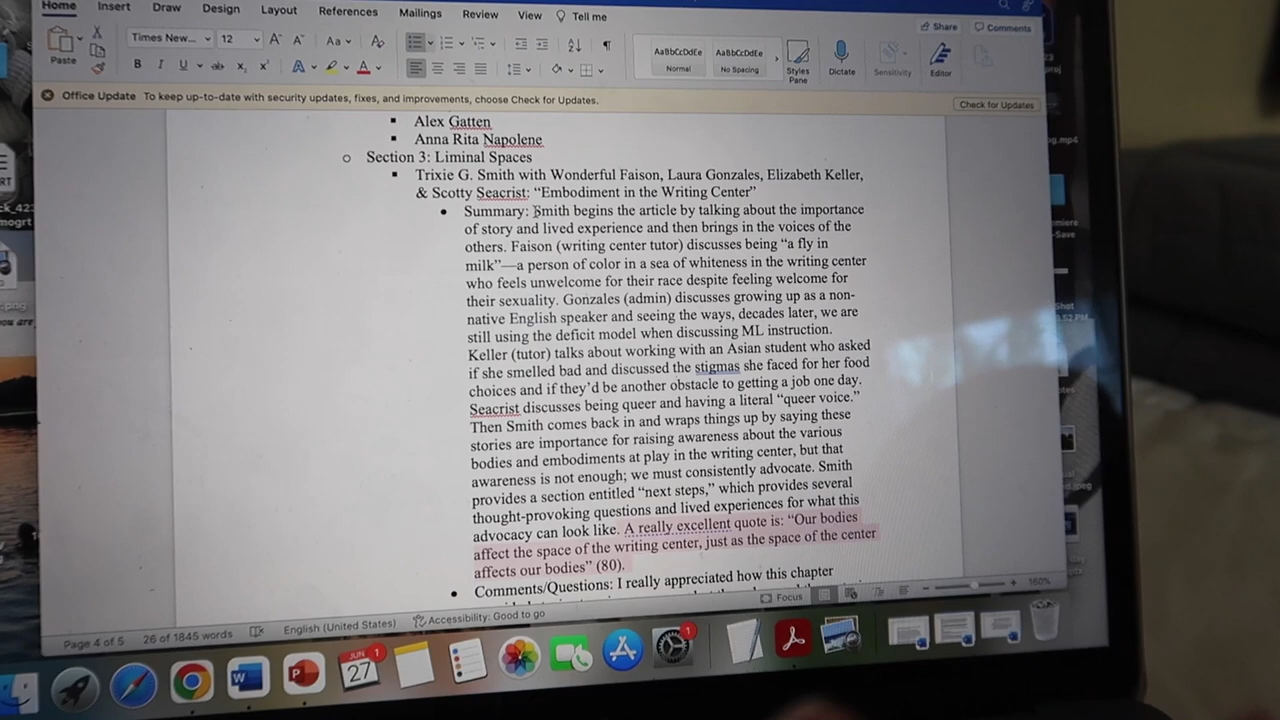 Home Insert Draw Design Layout References Mailings Review View Tell me
Share Comments
Times New... 12 Aa
AaBbCcDdEe AaBbCcDdEe
Paste Normal No Spacing Styles Pane Dictate Sensitivity Editor
Office Update To keep up-to-date with security updates, fixes, and improvements, choose Check for Updates. Check for Updates
Alex Gatten
Anna Rita Napolene
Section 3: Liminal Spaces
Trixie G. Smith with Wonderful Faison, Laura Gonzales, Elizabeth Keller,
& Scotty Seacrist: “Embodiment in the Writing Center”
Summary: Smith begins the article by talking about the importance
of story and lived experience and then brings in the voices of the
others. Faison (writing center tutor) discusses being “a fly in
milk”—a person of color in a sea of whiteness in the writing center
who feels unwelcome for their race despite feeling welcome for
their sexuality. Gonzales (admin) discusses growing up as a non-
native English speaker and seeing the ways, decades later, we are
still using the deficit model when discussing ML instruction.
Keller (tutor) talks about working with an Asian student who asked
if she smelled bad and discussed the stigmas she faced for her food
choices and if they’d be another obstacle to getting a job one day.
Seacrist discusses being queer and having a literal “queer voice.”
Then Smith comes back in and wraps things up by saying these
stories are importance for raising awareness about the various
bodies and embodiments at play in the writing center, but that
awareness is not enough; we must consistently advocate. Smith
provides a section entitled “next steps,” which provides several
thought-provoking questions and lived experiences for what this
advocacy can look like. A really excellent quote is: “Our bodies
affect the space of the writing center, just as the space of the center
affects our bodies” (80).
Comments/Questions: I really appreciated how this chapter
Page 4 of 5 26 of 1845 words English (United States) Accessibility: Good to go Focus 160%
JUN 1
27
1